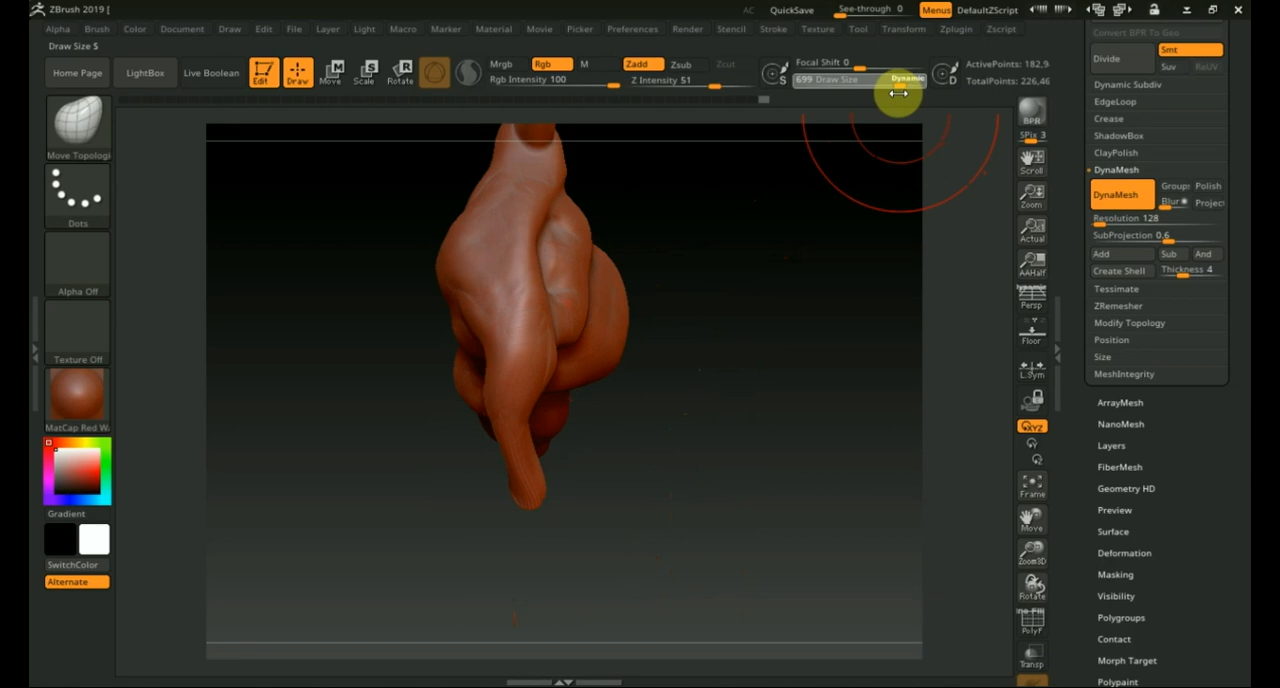 ZBrush 2019 [
AC QuickSave See-through 0 Menus DefaultZScript
Alpha Brush Color Document Draw Edit File Layer Light Macro Marker Material Movie Picker Preferences Render Stencil Stroke Texture Tool Transform Zplugin Zscript
Draw Size S
Home Page LightBox Live Boolean Edit Draw Move Scale Rotate
Mrgb Rgb M Zadd Zsub Zcut
Rgb Intensity 100 Z Intensity 51
S Focal Shift 0
699 Draw Size Dynamic D
ActivePoints: 182,9
TotalPoints: 226,46
Move Topologi
Dots
Alpha Off
Texture Off
MatCap Red W
Gradient
SwitchColor
Alternate
BPR
SPix 3
Scroll
Zoom
Actual
AAHalf
Dynamic
Persp
Floor
L.Sym
XYZ
Y
Z
Frame
Move
Zoom3D
Rotate
PolyF
Transp
Convert BPR To Geo
Divide Smt
Suv ReUV
Dynamic Subdiv
EdgeLoop
Crease
ShadowBox
ClayPolish
DynaMesh
DynaMesh Groups Polish
Blur Project
Resolution 128
SubProjection 0.6
Add Sub And
Create Shell Thickness 4
Tessimate
ZRemesher
Modify Topology
Position
Size
MeshIntegrity
ArrayMesh
NanoMesh
Layers
FiberMesh
Geometry HD
Preview
Surface
Deformation
Masking
Visibility
Polygroups
Contact
Morph Target
Polypaint